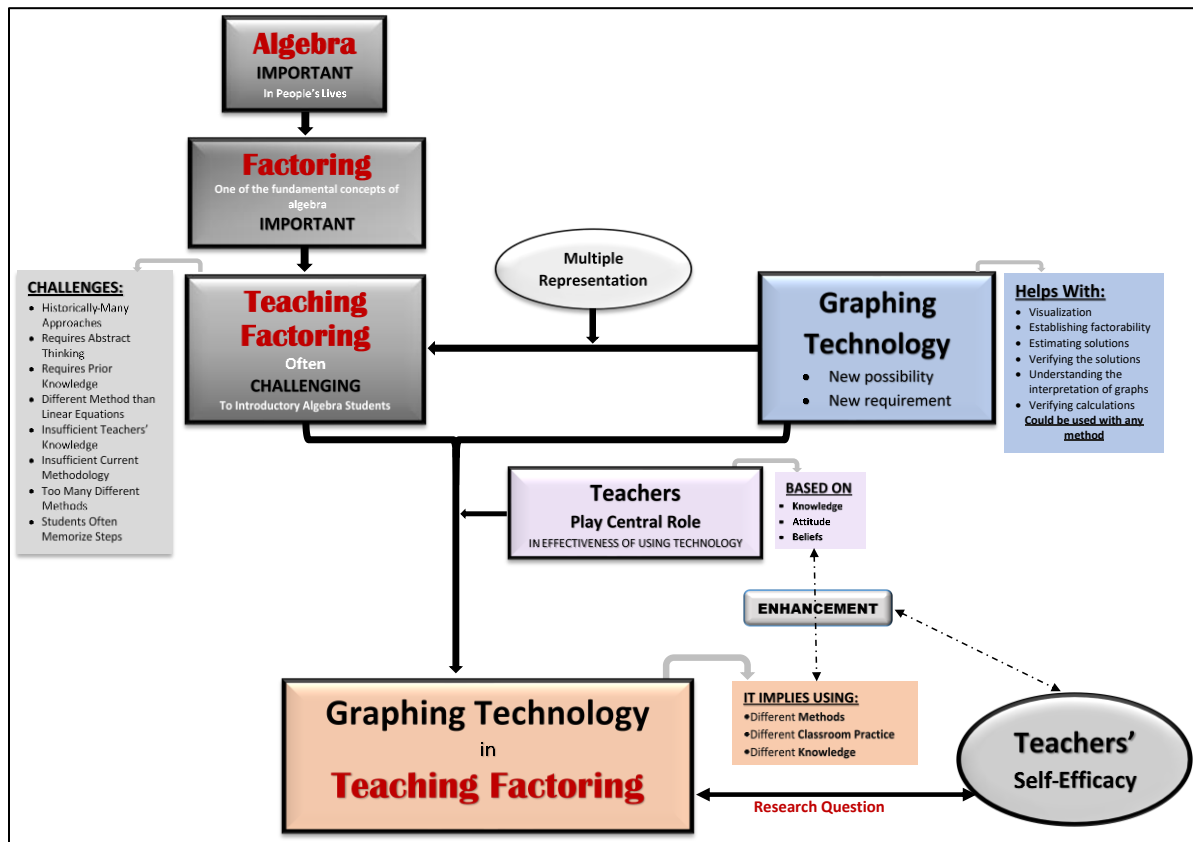 Algebra
IMPORTANT
In People's Lives
Factoring
One of the fundamental concepts of
algebra
IMPORTANT
Teaching
Factoring
Often
CHALLENGING
To Introductory Algebra Students
CHALLENGES:
• Historically-Many
Approaches
• Requires Abstract
Thinking
• Requires Prior
Knowledge
• Different Method than
Linear Equations
• Insufficient Teachers'
Knowledge
• Insufficient Current
Methodology
• Too Many Different
Methods
• Students Often
Memorize Steps
Multiple
Representation
Graphing
Technology
• New possibility
• New requirement
Helps With:
• Visualization
• Establishing factorability
• Estimating solutions
• Verifying the solutions
• Understanding the
interpretation of graphs
• Verifying calculations
Could be used with any
method
Teachers
Play Central Role
IN EFFECTIVENESS OF USING TECHNOLOGY
BASED ON
▪ Knowledge
▪ Attitude
▪ Beliefs
ENHANCEMENT
Graphing Technology
in
Teaching Factoring
IT IMPLIES USING:
•Different Methods
•Different Classroom Practice
•Different Knowledge
Research Question
Teachers'
Self-Efficacy